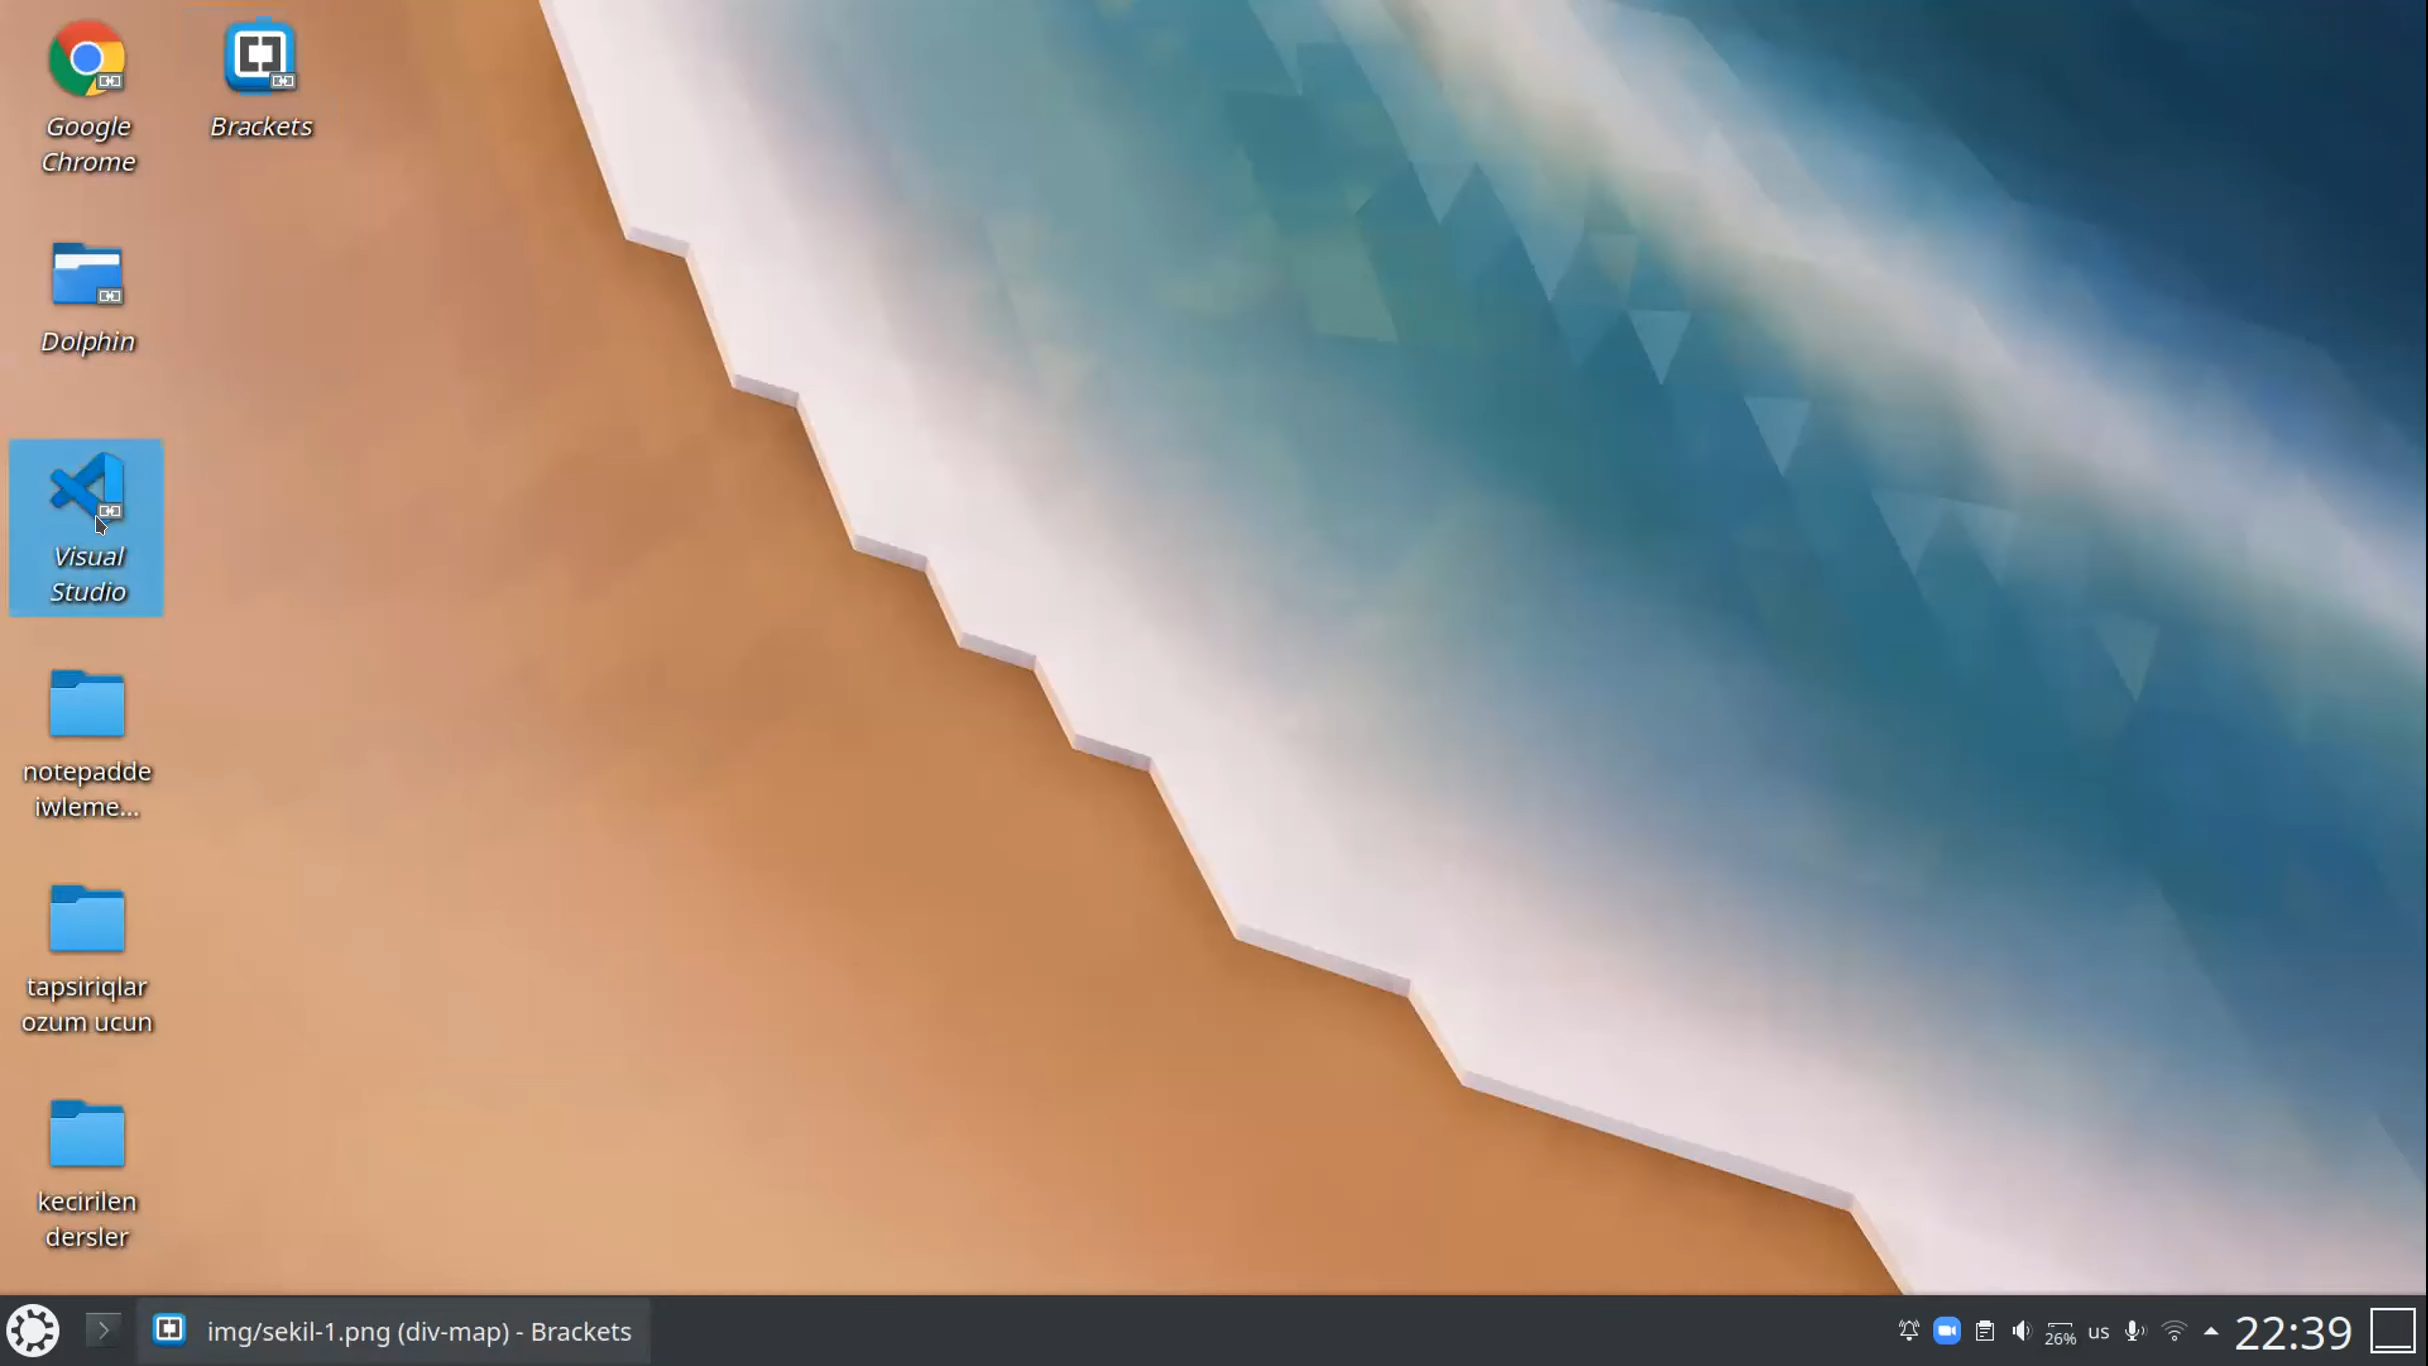 Google
Chrome
Brackets
Dolphin
Visual
Studio
notepadde
iwleme...
tapsiriqlar
ozum ucun
kecirilen
dersler
img/sekil-1.png (div-map) - Brackets
26%
us
22:39